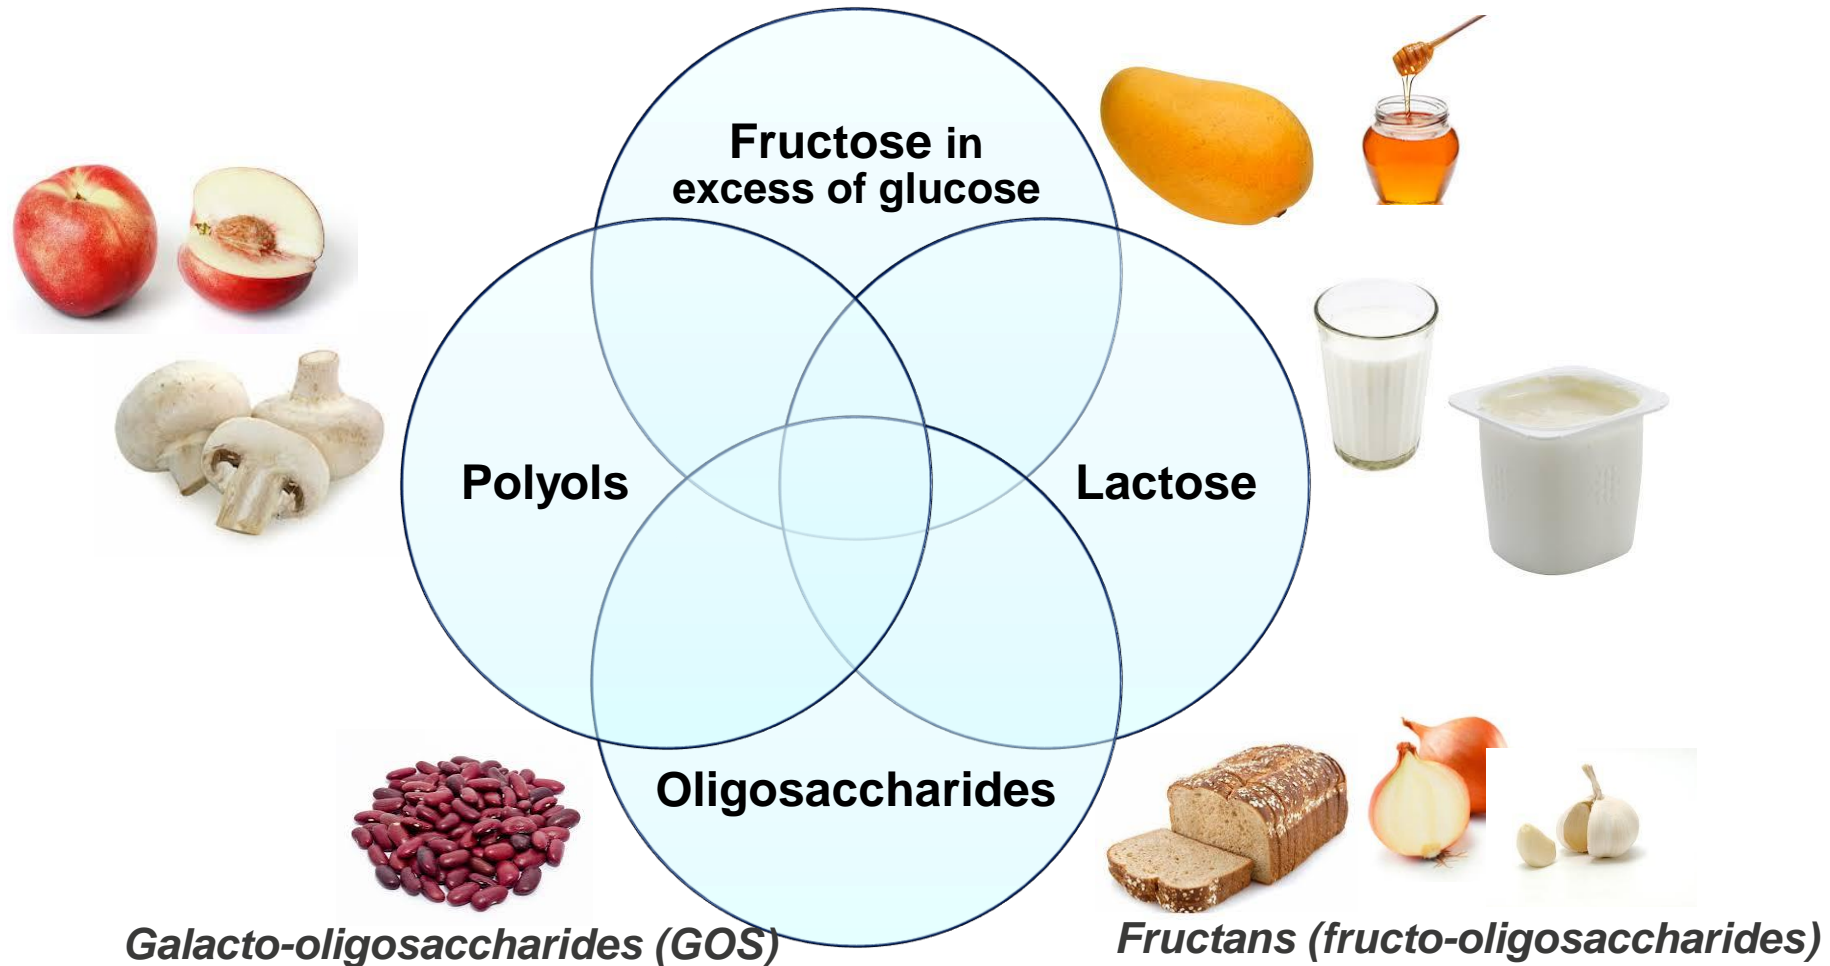 Fructose in
excess of glucose
Polyols
Lactose
Oligosaccharides
Galacto-oligosaccharides (GOS)
Fructans (fructo-oligosaccharides)